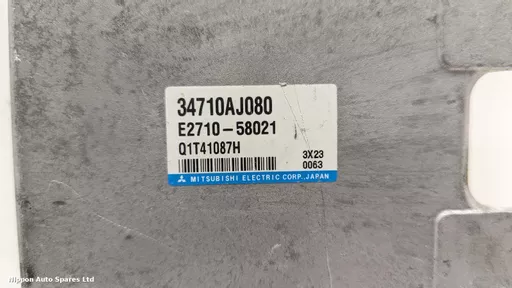 34710AJ080
E2710-58021
Q1T41087H
3X23
0063
MITSUBISHI ELECTRIC CORP., JAPAN
Nippon Auto Spares Ltd